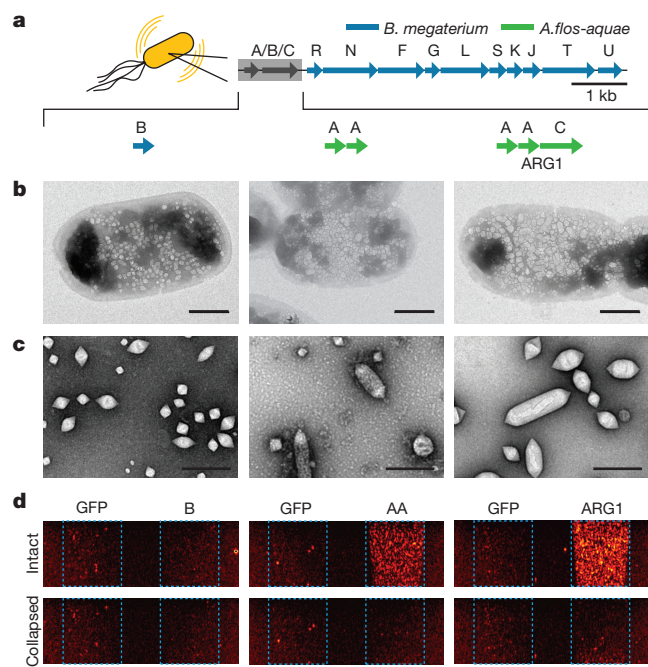 a
B. megaterium A.flos-aquae
A/B/C R N F G L S K J T U
1 kb
B A A A A C
ARG1
b
c
d
GFP B GFP AA GFP ARG1
Intact
Collapsed